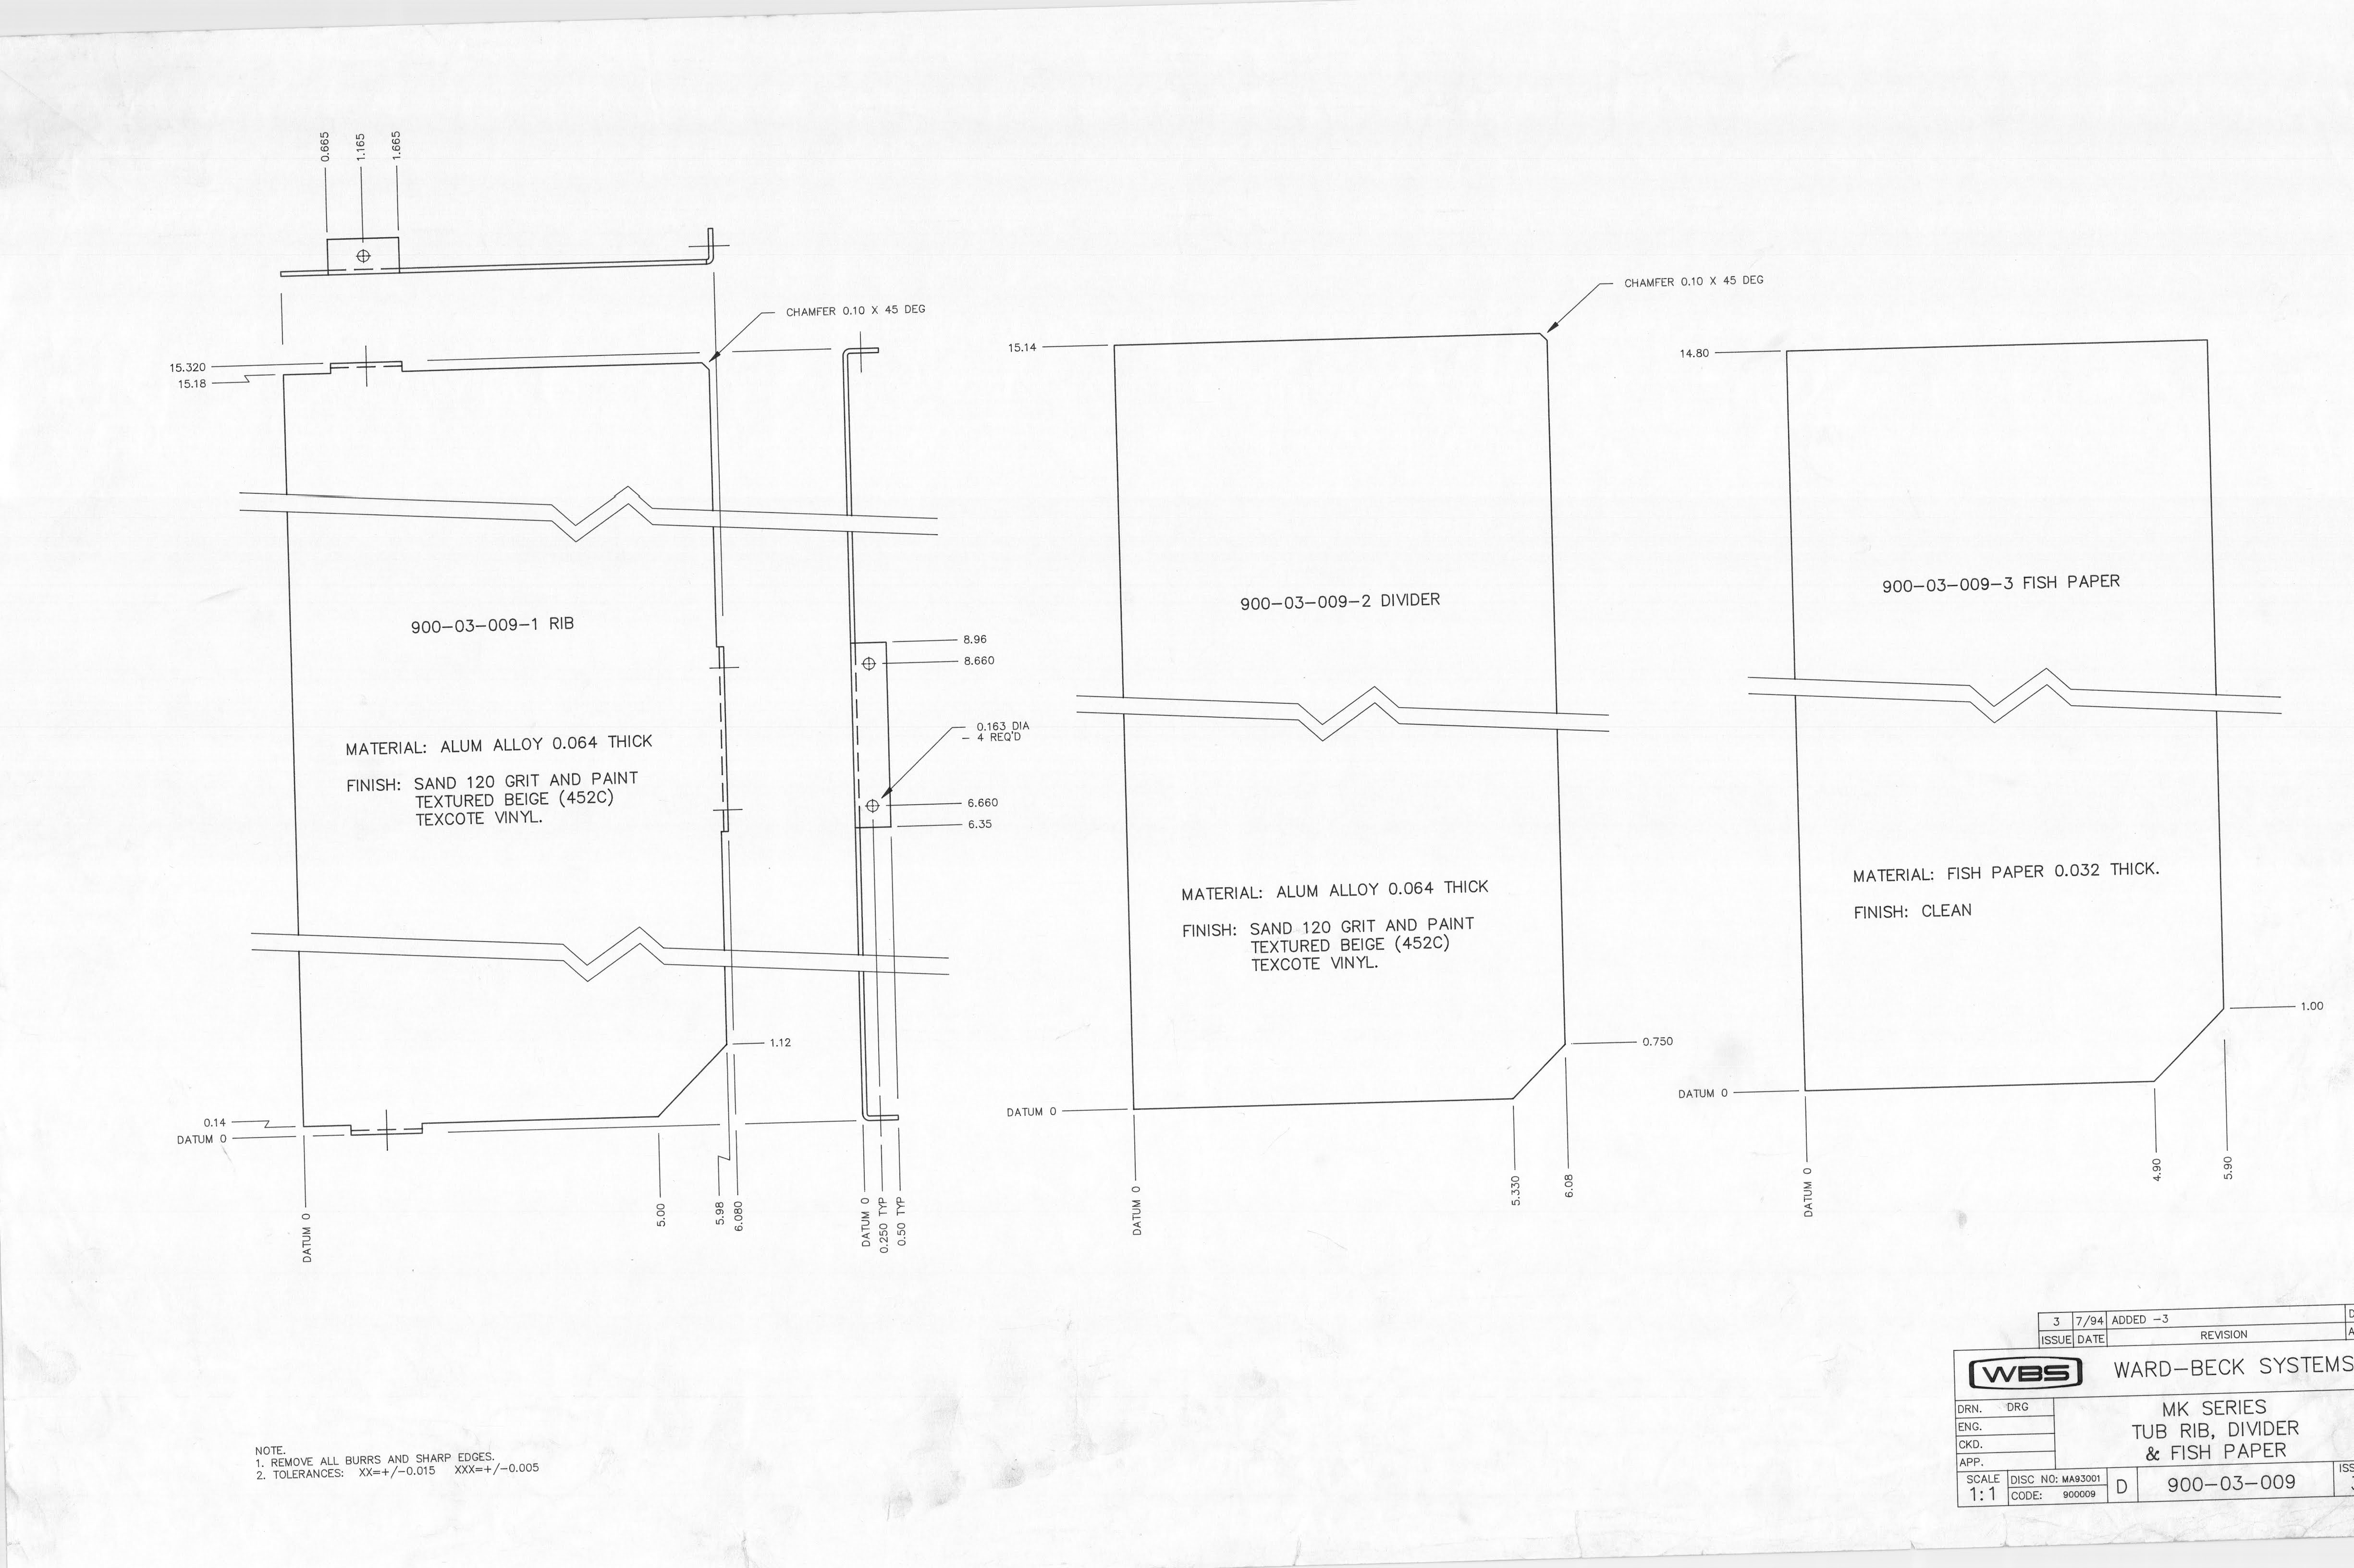 0.665
1.165
1.665
CHAMFER 0.10 X 45 DEG
15.320
15.18
900-03-009-1 RIB
MATERIAL: ALUM ALLOY 0.064 THICK
FINISH: SAND 120 GRIT AND PAINT
TEXTURED BEIGE (452C)
TEXCOTE VINYL.
8.96
8.660
0.163 DIA
- 4 REQ'D
6.660
6.35
1.12
0.14
DATUM 0
DATUM 0
5.00
5.98
6.080
DATUM 0
0.250 TYP
0.50 TYP
CHAMFER 0.10 X 45 DEG
15.14
900-03-009-2 DIVIDER
MATERIAL: ALUM ALLOY 0.064 THICK
FINISH: SAND 120 GRIT AND PAINT
TEXTURED BEIGE (452C)
TEXCOTE VINYL.
0.750
DATUM 0
DATUM 0
5.330
6.08
14.80
900-03-009-3 FISH PAPER
MATERIAL: FISH PAPER 0.032 THICK.
FINISH: CLEAN
1.00
DATUM 0
DATUM 0
4.90
5.90
NOTE.
1. REMOVE ALL BURRS AND SHARP EDGES.
2. TOLERANCES: XX=+/-0.015 XXX=+/-0.005
3 7/94 ADDED -3
ISSUE DATE REVISION
WBS WARD-BECK SYSTEMS
DRN. DRG
ENG.
CKD.
APP.
MK SERIES
TUB RIB, DIVIDER
& FISH PAPER
SCALE
1:1
DISC NO: MA93001
CODE: 900009
D
900-03-009